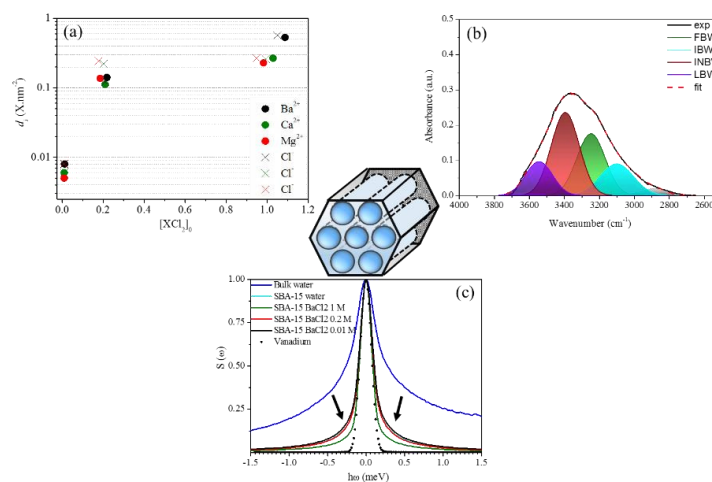 (a)
1
0.1
0.01
d_s (X.nm⁻²)
0.0 0.2 0.4 0.6 0.8 1.0 1.2
[XCl₂]₀
Ba²⁺
Ca²⁺
Mg²⁺
Cl⁻
Cl⁻
Cl⁻
(b)
0.5
0.4
0.3
0.2
0.1
0.0
Absorbance (a.u.)
4000 3800 3600 3400 3200 3000 2800 2600
Wavenumber (cm⁻¹)
exp
FBW
IBW
INBW
LBW
fit
(c)
Bulk water
SBA-15 water
SBA-15 BaCl2 1 M
SBA-15 BaCl2 0.2 M
SBA-15 BaCl2 0.01 M
Vanadium
1.00
0.75
0.50
0.25
S (ω)
-1.5 -1.0 -0.5 0.0 0.5 1.0 1.5
hω (meV)